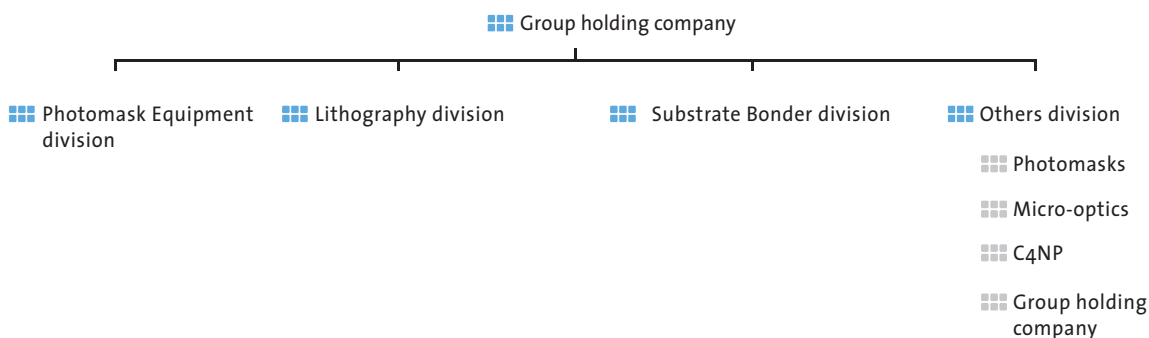 Group holding company
Photomask Equipment
division
Lithography division
Substrate Bonder division
Others division
Photomasks
Micro-optics
C4NP
Group holding
company